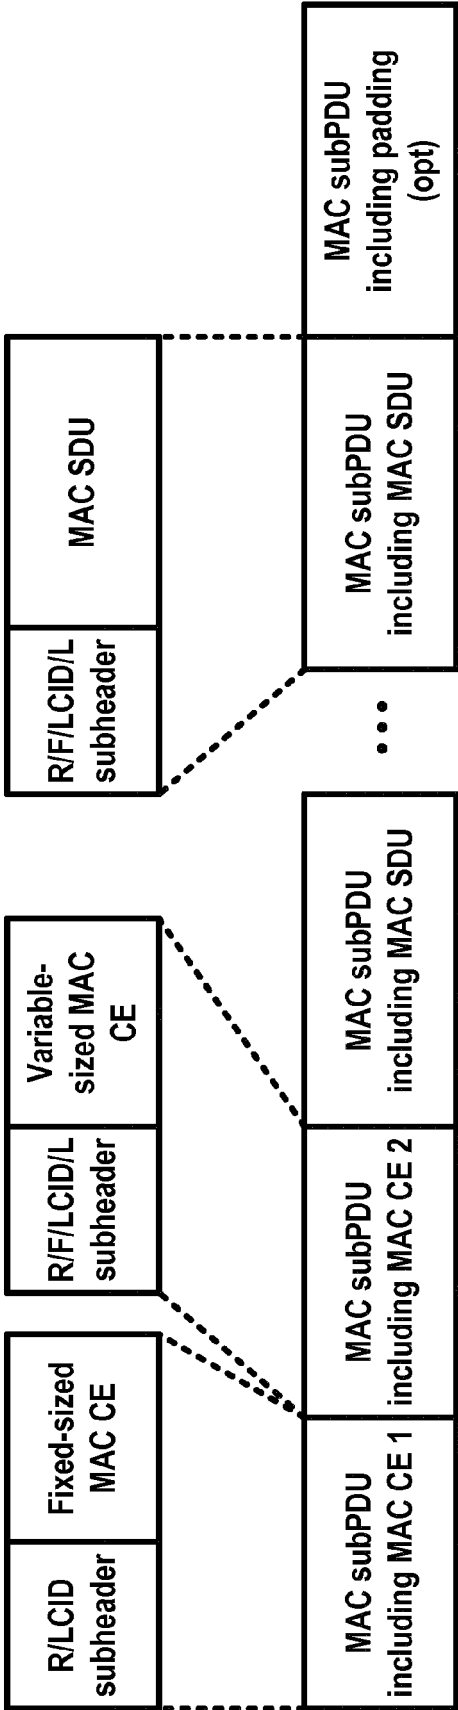 R/LCID
subheader
Fixed-sized
MAC CE
R/F/LCID/L
subheader
Variable-
sized MAC
CE
R/F/LCID/L
subheader
MAC SDU
MAC subPDU
including MAC CE 1
MAC subPDU
including MAC CE 2
MAC subPDU
including MAC SDU
...
MAC subPDU
including MAC SDU
MAC subPDU
including padding
(opt)